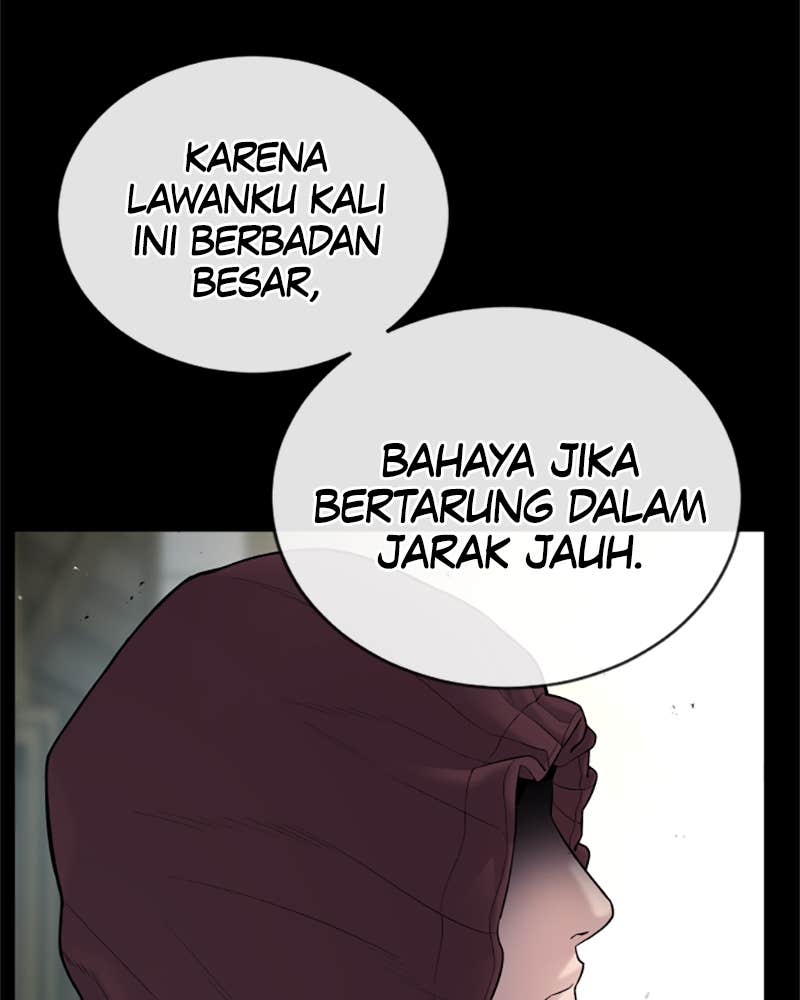 KARENA
LAWANKU KALI
INI BERBADAN
BESAR,
BAHAYA JIKA
BERTARUNG DALAM
JARAK JAUH.